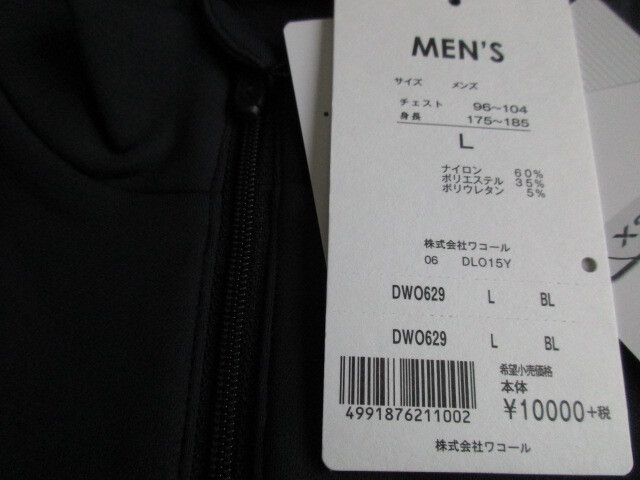 MEN'S
サイズ メンズ
チェスト 96~104
身長 175~185
L
ナイロン 60%
ポリエステル 35%
ポリウレタン 5%
株式会社ワコール
06 DLO15Y
DWO629 L BL
DWO629 L BL
希望小売価格
本体
¥10000+税
4991876211002
株式会社ワコール